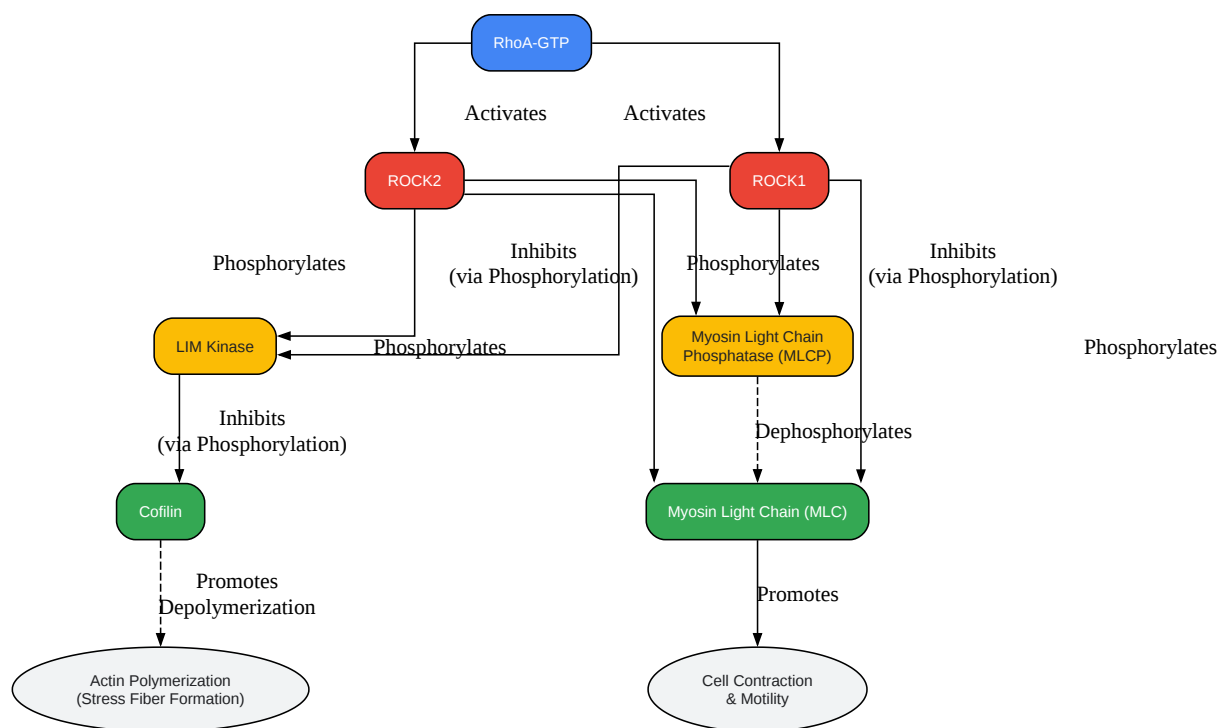 RhoA-GTP
Activates
Activates
ROCK2
ROCK1
Phosphorylates
Inhibits
(via Phosphorylation)
Phosphorylates
Inhibits
(via Phosphorylation)
LIM Kinase
Phosphorylates
Myosin Light Chain
Phosphatase (MLCP)
Phosphorylates
Inhibits
(via Phosphorylation)
Dephosphorylates
Cofilin
Myosin Light Chain (MLC)
Promotes
Depolymerization
Promotes
Actin Polymerization
(Stress Fiber Formation)
Cell Contraction
& Motility